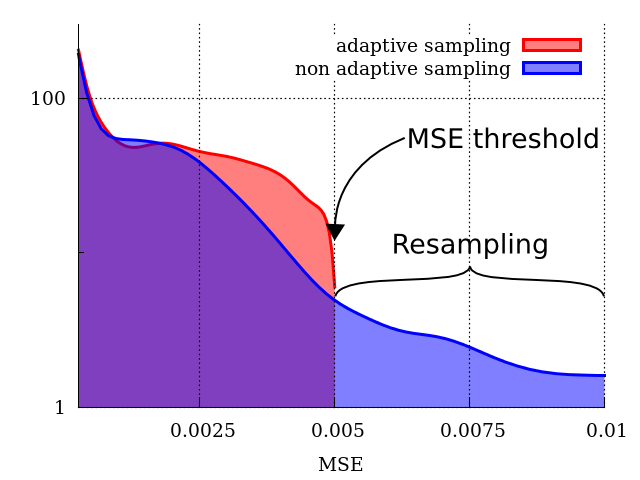 adaptive sampling
non adaptive sampling
100
MSE threshold
Resampling
1
0.0025
0.005
0.0075
0.01
MSE